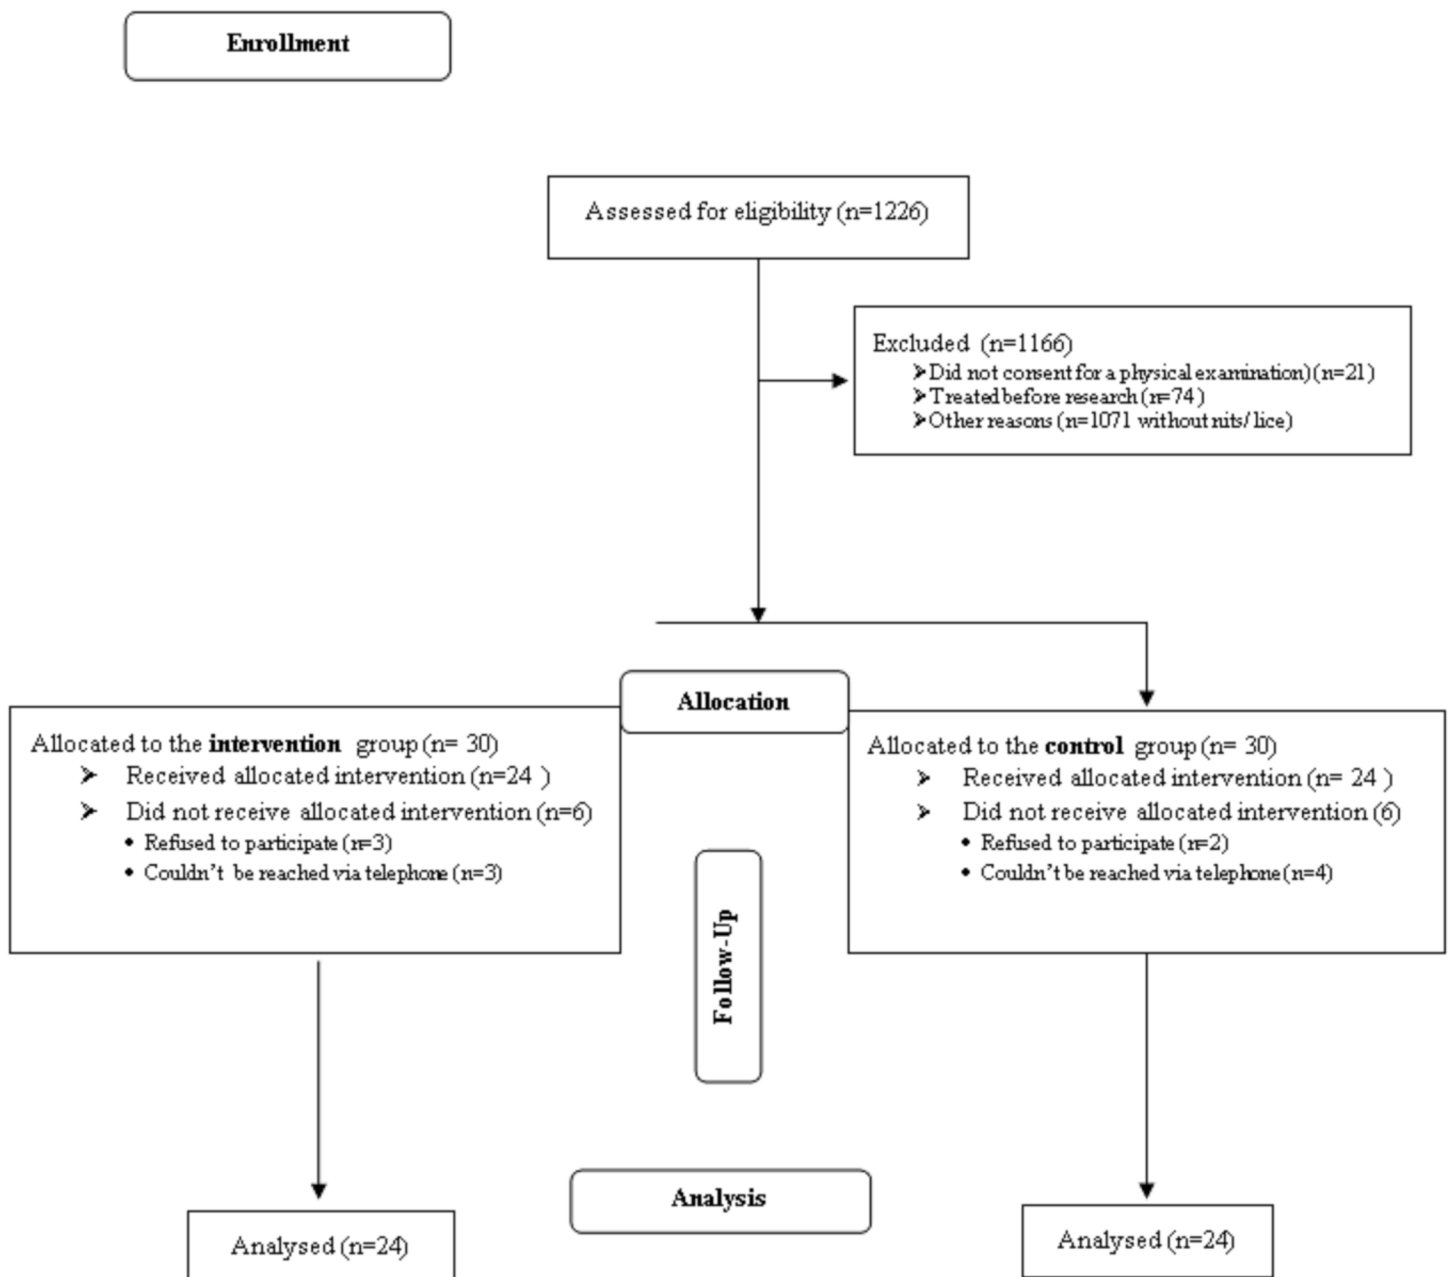 Enrollment
Assessed for eligibility (n=1226)
Excluded (n=1166)
➢Did not consent for a physical examination)(n=21)
➢Treated before research (n=74)
➢Other reasons (n=1071 without nits/ lice)
Allocation
Allocated to the intervention group (n= 30)
➢ Received allocated intervention (n=24 )
➢ Did not receive allocated intervention (n=6)
• Refused to participate (n=3)
• Couldn't be reached via telephone (n=3)
Allocated to the control group (n= 30)
➢ Received allocated intervention (n= 24 )
➢ Did not receive allocated intervention (6)
• Refused to participate (n=2)
• Couldn't be reached via telephone (n=4)
Follow-Up
Analysis
Analysed (n=24)
Analysed (n=24)